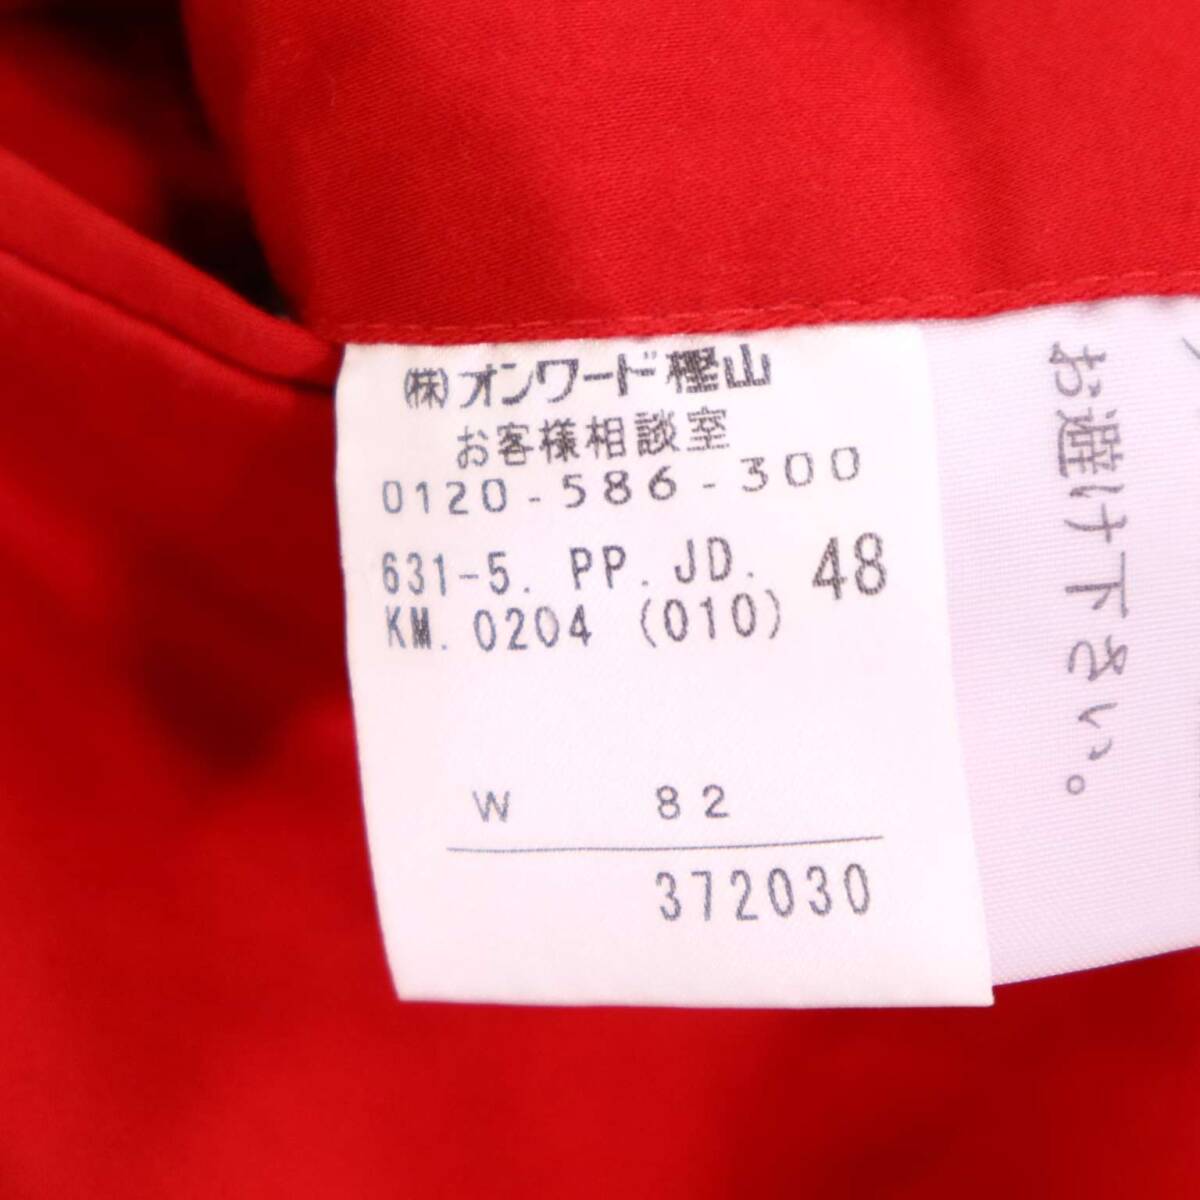 ㈱オンワード樫山
お客様相談室
0120-586-300
631-5. PP. JD. 48
KM. 0204 (010)
W 82
372030
お避け下さい。